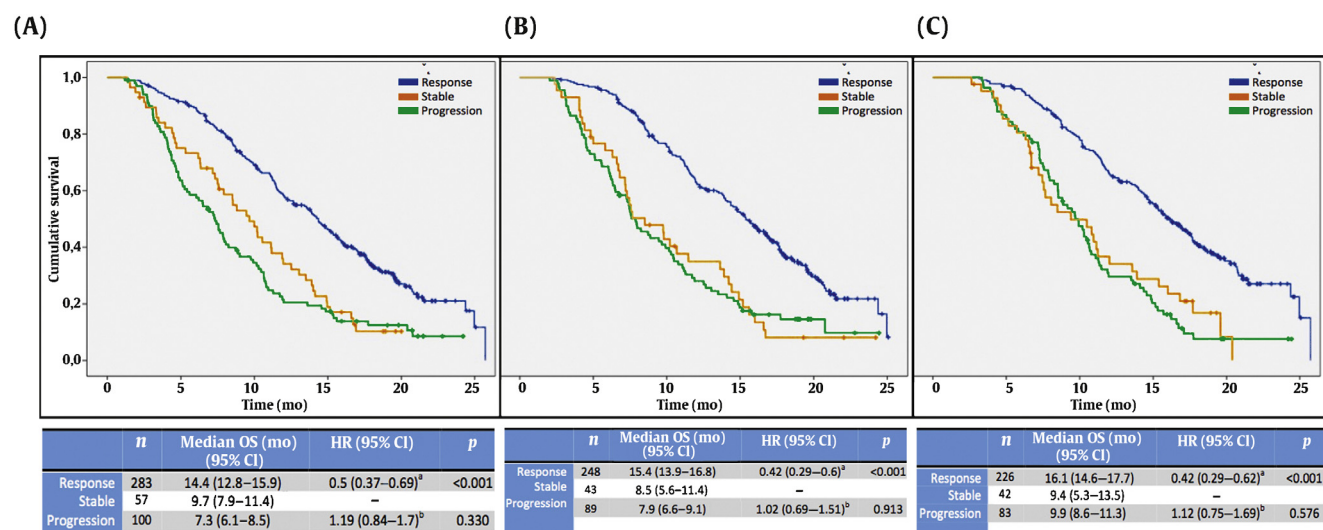 (A)
(B)
(C)
Response
Stable
Progression
Response
Stable
Progression
Response
Stable
Progression
Cumulative survival
1,0
0,8
0,6
0,4
0,2
0,0
0 5 10 15 20 25
0 5 10 15 20 25
0 5 10 15 20 25
Time (mo)
Time (mo)
Time (mo)
n Median OS (mo) (95% CI) HR (95% CI) p
Response 283 14.4 (12.8–15.9) 0.5 (0.37–0.69)a <0.001
Stable 57 9.7 (7.9–11.4) –
Progression 100 7.3 (6.1–8.5) 1.19 (0.84–1.7)b 0.330
n Median OS (mo) (95% CI) HR (95% CI) p
Response 248 15.4 (13.9–16.8) 0.42 (0.29–0.6)a <0.001
Stable 43 8.5 (5.6–11.4) –
Progression 89 7.9 (6.6–9.1) 1.02 (0.69–1.51)b 0.913
n Median OS (mo) (95% CI) HR (95% CI) p
Response 226 16.1 (14.6–17.7) 0.42 (0.29–0.62)a <0.001
Stable 42 9.4 (5.3–13.5) –
Progression 83 9.9 (8.6–11.3) 1.12 (0.75–1.69)b 0.576